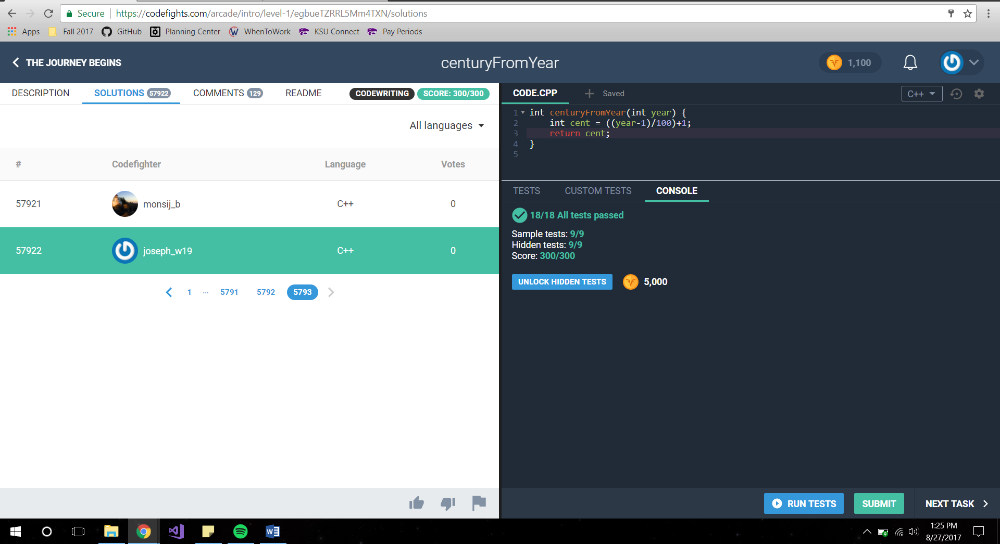 Secure https://codefights.com/arcade/intro/level-1/egbueTZRRL5Mm4TXN/solutions
Apps Fall 2017 GitHub Planning Center WhenToWork KSU Connect Pay Periods
THE JOURNEY BEGINS centuryFromYear 1,100
DESCRIPTION SOLUTIONS 57922 COMMENTS 129 README CODEWRITING SCORE: 300/300
All languages
# Codefighter Language Votes
57921 monsij_b C++ 0
57922 joseph_w19 C++ 0
1 ... 5791 5792 5793
CODE.CPP + Saved C++
1 int centuryFromYear(int year) {
2 int cent = ((year-1)/100)+1;
3 return cent;
4 }
5
TESTS CUSTOM TESTS CONSOLE
18/18 All tests passed
Sample tests: 9/9
Hidden tests: 9/9
Score: 300/300
UNLOCK HIDDEN TESTS 5,000
RUN TESTS SUBMIT NEXT TASK
1:25 PM
8/27/2017